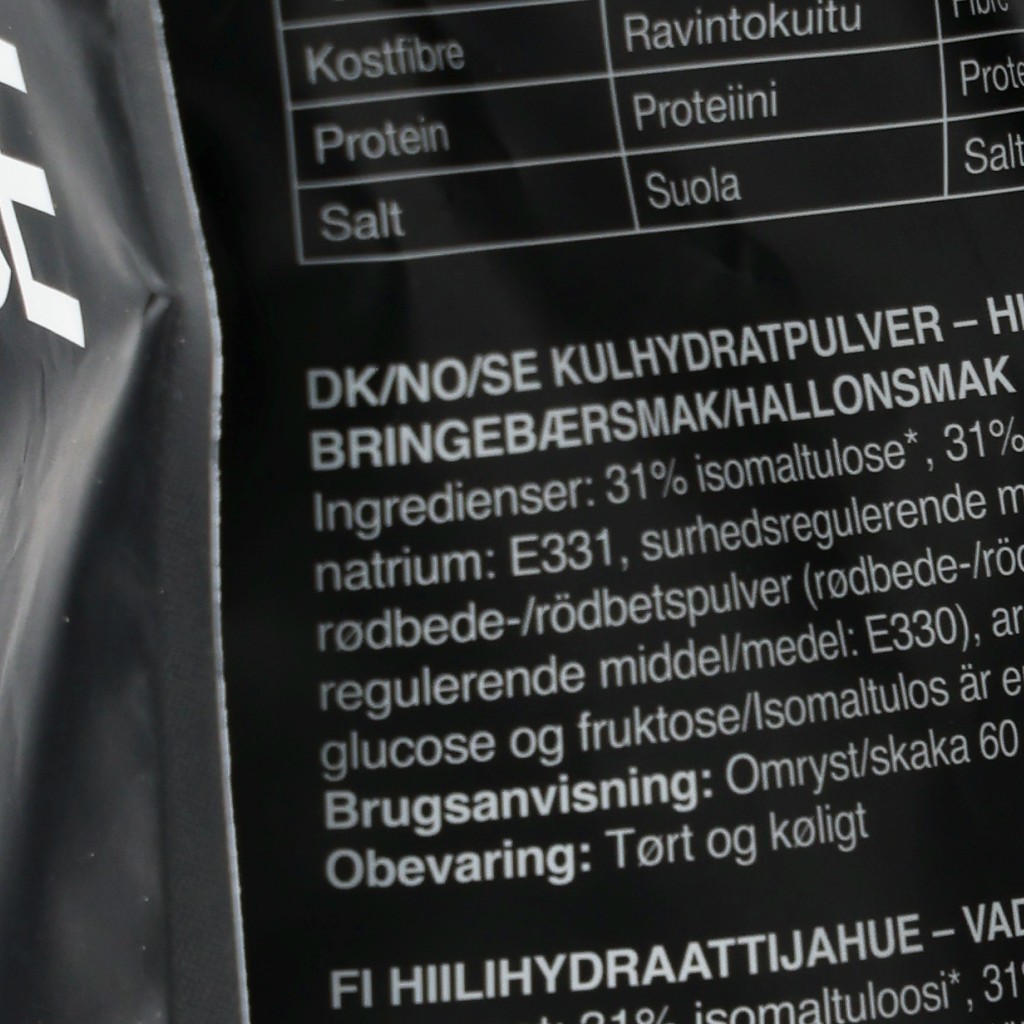 Kostfibre Ravintokuitu
Protein Proteiini
Salt Suola Salt
DK/NO/SE KULHYDRATPULVER –
BRINGEBÆRSMAK/HALLONSMAK
Ingredienser: 31% isomaltulose*, 31%
natrium: E331, surhedsregulerende
rødbede-/rödbetspulver (rødbede-/
regulerende middel/medel: E330),
glucose og fruktose/Isomaltulos är
Brugsanvisning: Omryst/skaka 60
Obevaring: Tørt og køligt
FI HIILIHYDRAATTIJAHUE –
31% isomaltuloosi*,